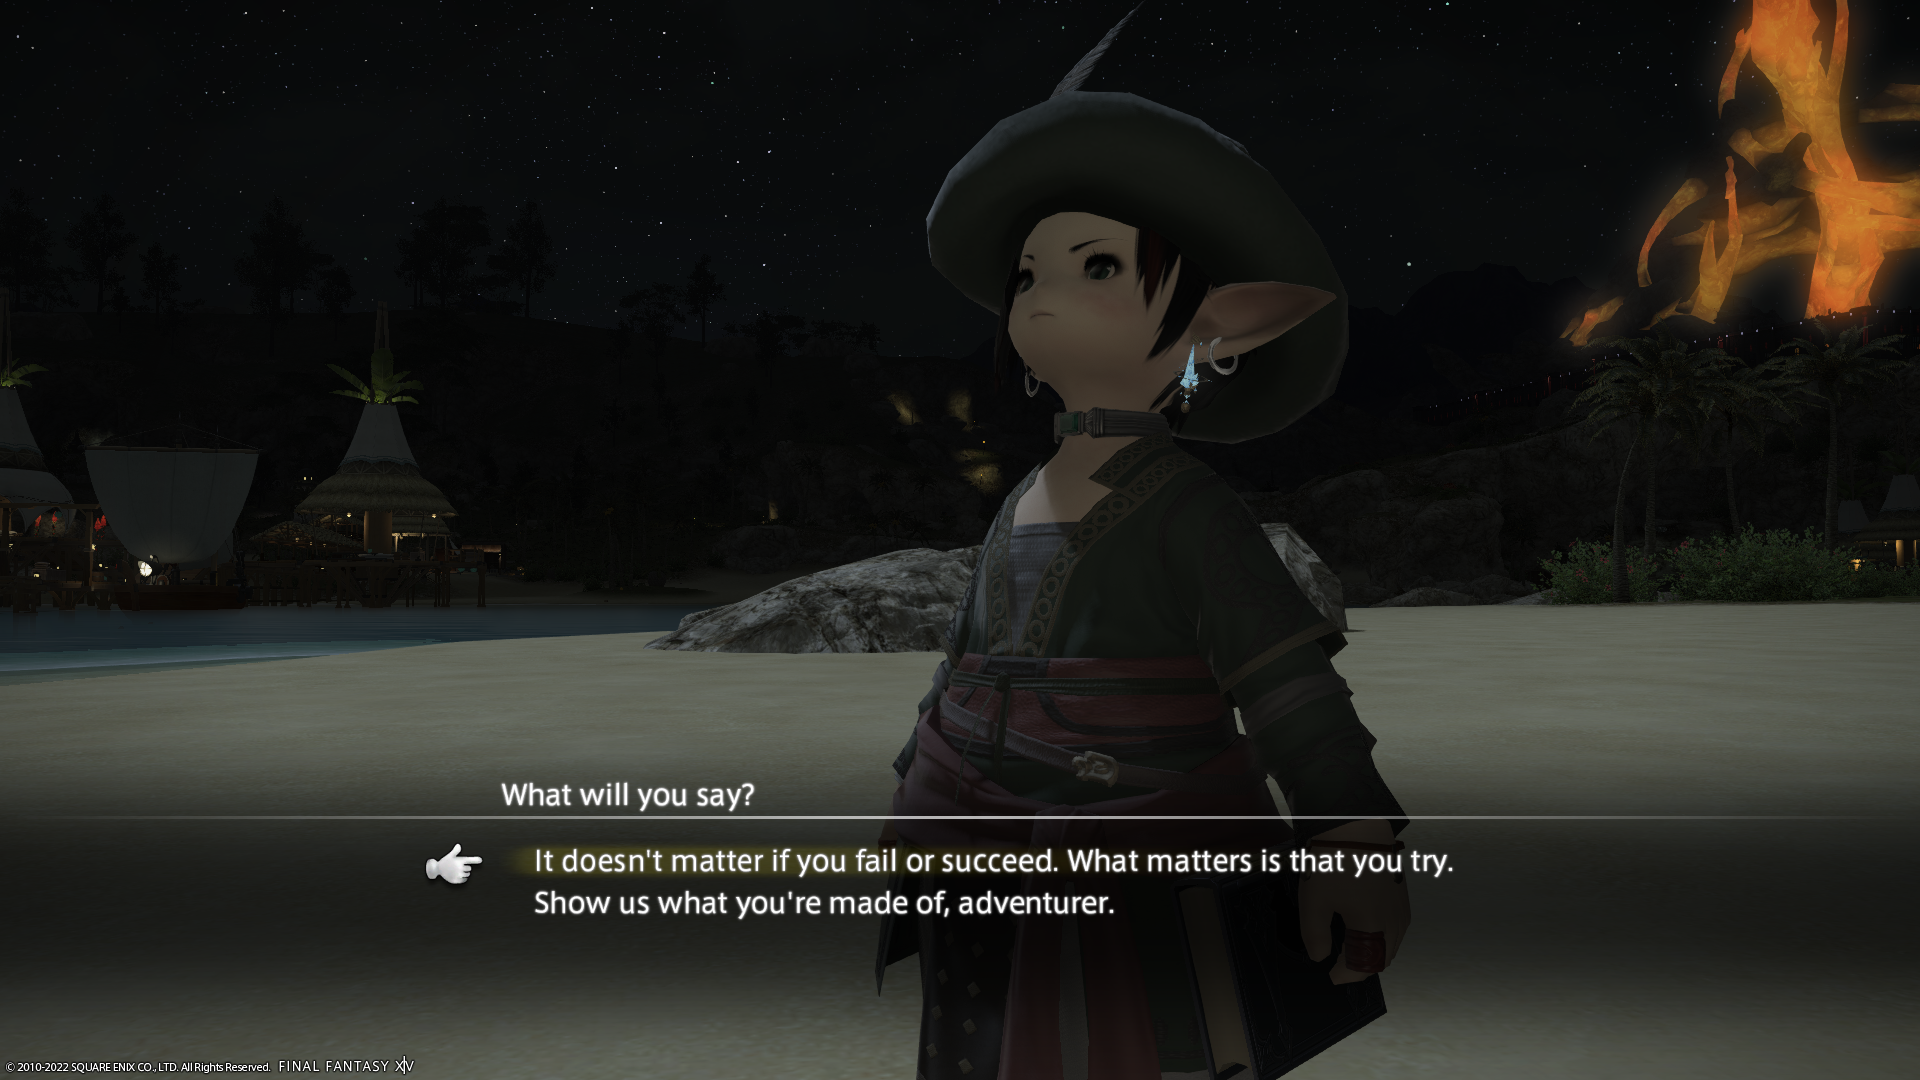 What will you say?
It doesn't matter if you fail or succeed. What matters is that you try.
Show us what you're made of, adventurer.
© 2010-2022 SQUARE ENIX CO., LTD. All Rights Reserved. FINAL FANTASY XIV